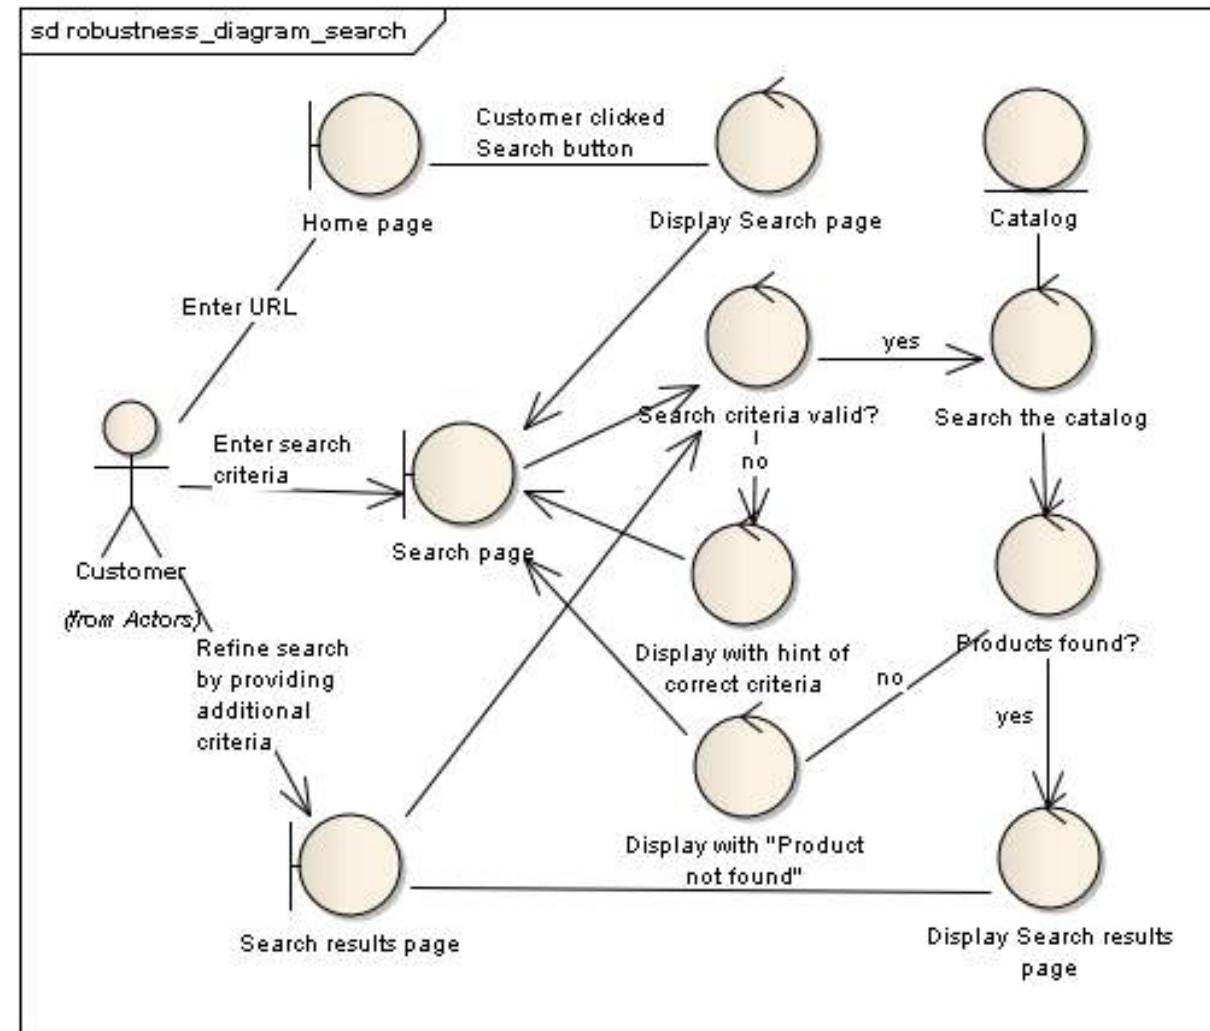 sd robustness_diagram_search
Customer clicked
Search button
Home page
Display Search page
Catalog
Enter URL
yes
Search criteria valid?
Search the catalog
Enter search
criteria
no
Search page
Customer
(from Actors)
Refine search
by providing
additional
criteria
Display with hint of
correct criteria
Products found?
no
yes
Display with "Product
not found"
Search results page
Display Search results
page